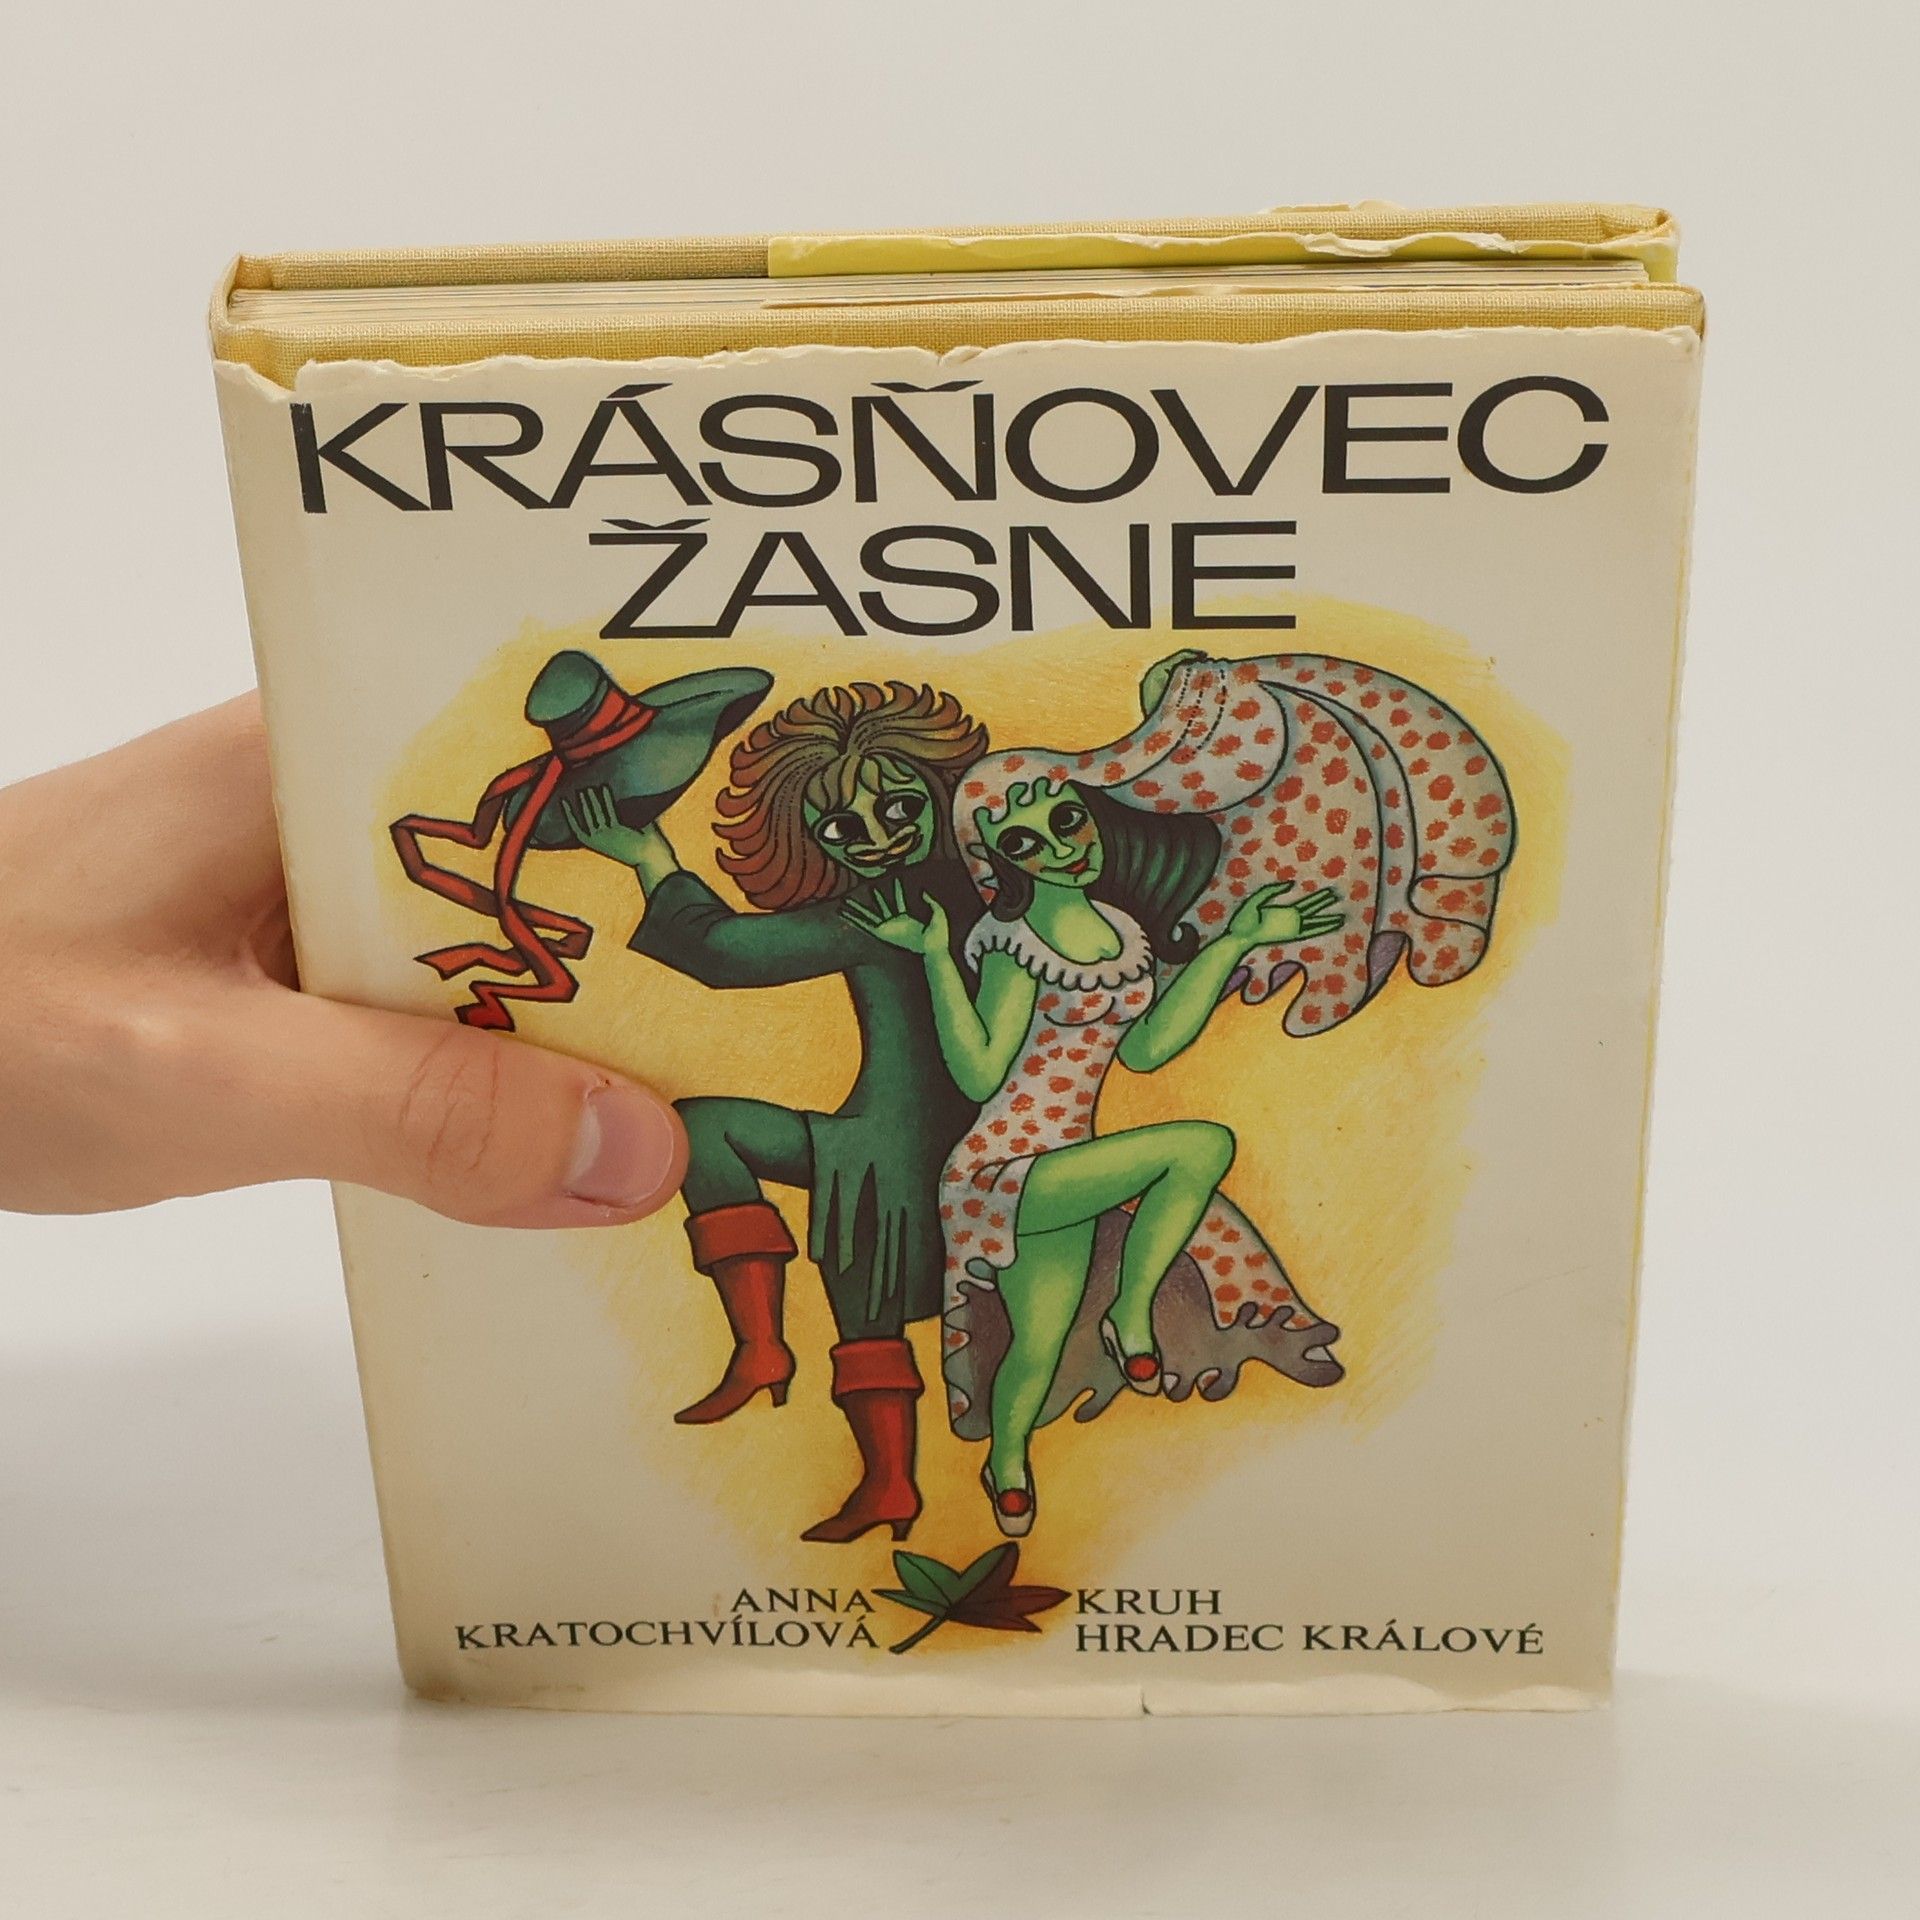 KRÁSŇOVEC
ŽASNE
ANNA
KRATOCHVÍLOVÁ
KRUH
HRADEC KRÁLOVÉ